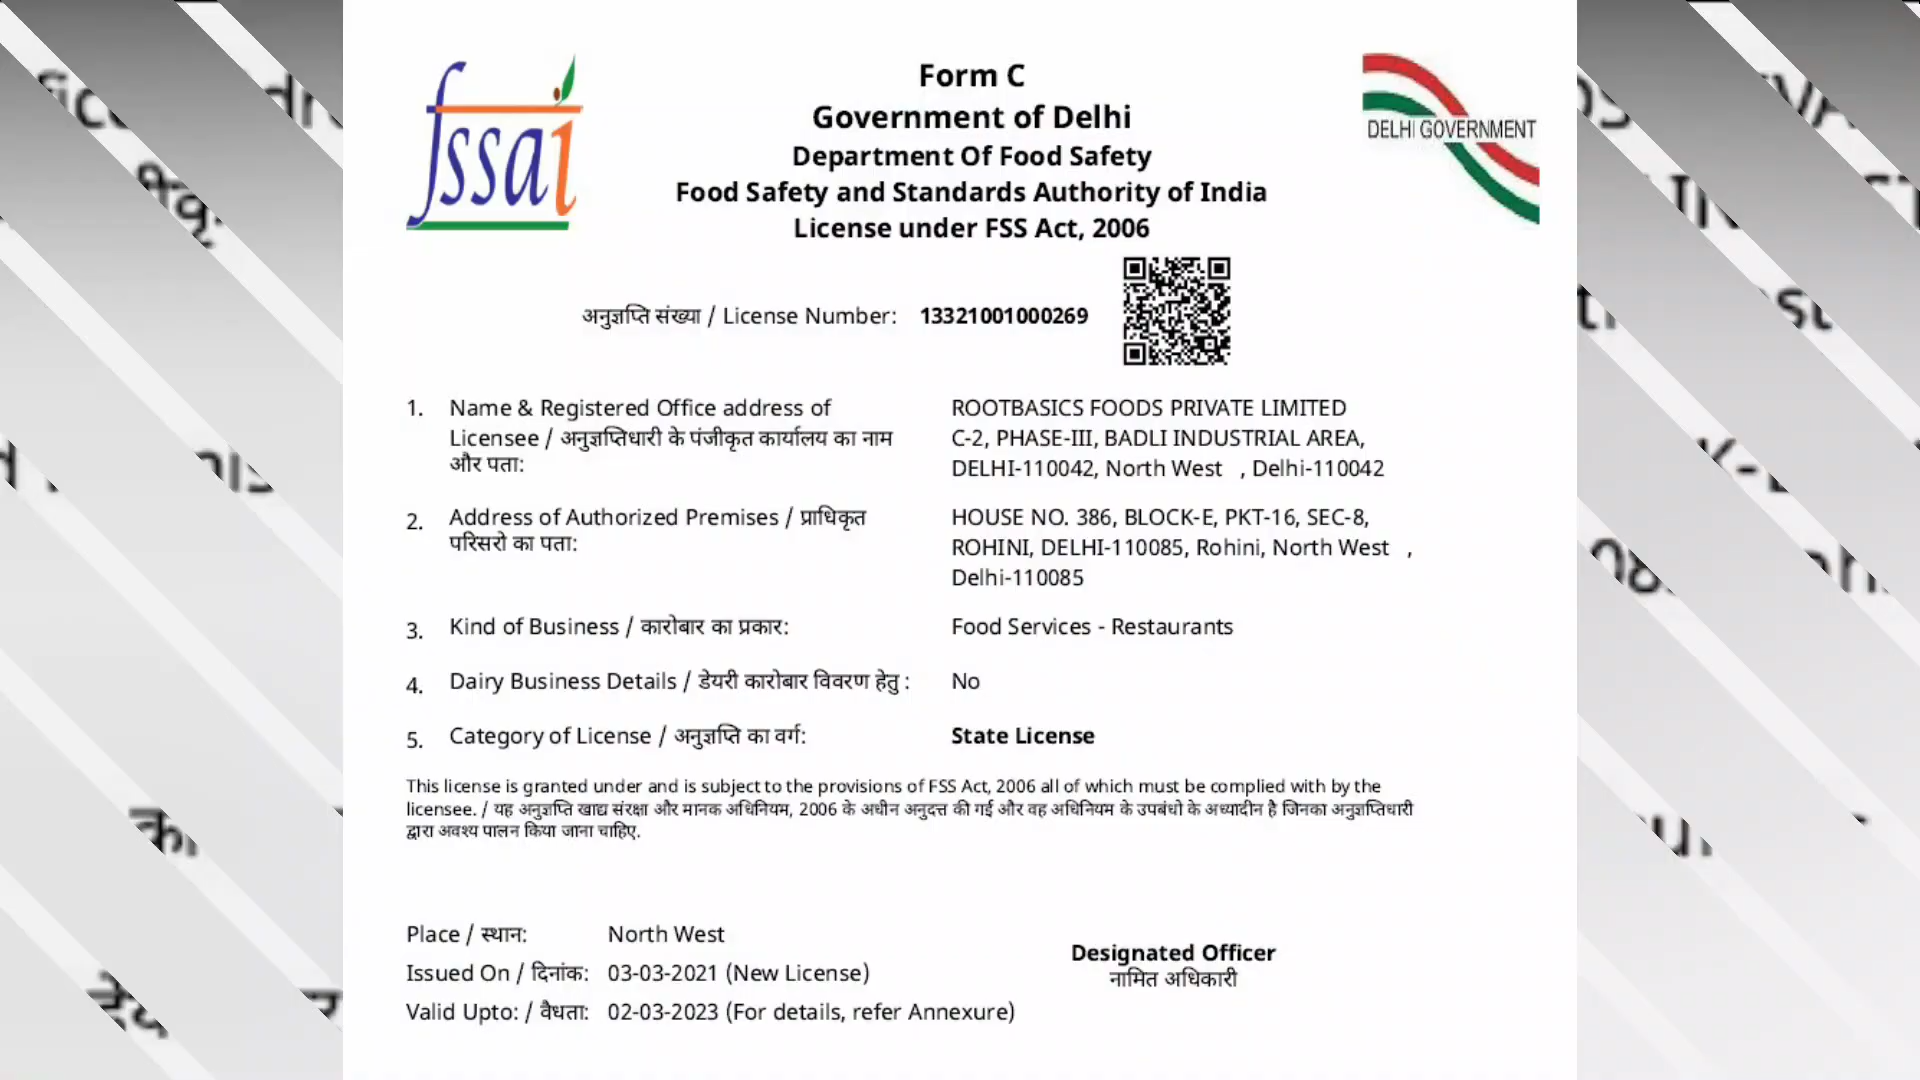 fssai
Form C
Government of Delhi
Department Of Food Safety
Food Safety and Standards Authority of India
License under FSS Act, 2006
DELHI GOVERNMENT
अनुज्ञप्ति संख्या / License Number: 13321001000269
1. Name & Registered Office address of
Licensee / अनुज्ञप्तिधारी के पंजीकृत कार्यालय का नाम
और पता:
ROOTBASICS FOODS PRIVATE LIMITED
C-2, PHASE-III, BADLI INDUSTRIAL AREA,
DELHI-110042, North West , Delhi-110042
2. Address of Authorized Premises / प्राधिकृत
परिसरो का पता:
HOUSE NO. 386, BLOCK-E, PKT-16, SEC-8,
ROHINI, DELHI-110085, Rohini, North West ,
Delhi-110085
3. Kind of Business / कारोबार का प्रकार: Food Services - Restaurants
4. Dairy Business Details / डेयरी कारोबार विवरण हेतु : No
5. Category of License / अनुज्ञप्ति का वर्ग: State License
This license is granted under and is subject to the provisions of FSS Act, 2006 all of which must be complied with by the
licensee. / यह अनुज्ञप्ति खाद्य संरक्षा और मानक अधिनियम, 2006 के अधीन अनुदत्त की गई और वह अधिनियम के उपबंधो के अध्यादीन है जिनका अनुज्ञप्तिधारी
द्वारा अवश्य पालन किया जाना चाहिए.
Place / स्थान: North West
Issued On / दिनांक: 03-03-2021 (New License)
Valid Upto: / वैधता: 02-03-2023 (For details, refer Annexure)
Designated Officer
नामित अधिकारी